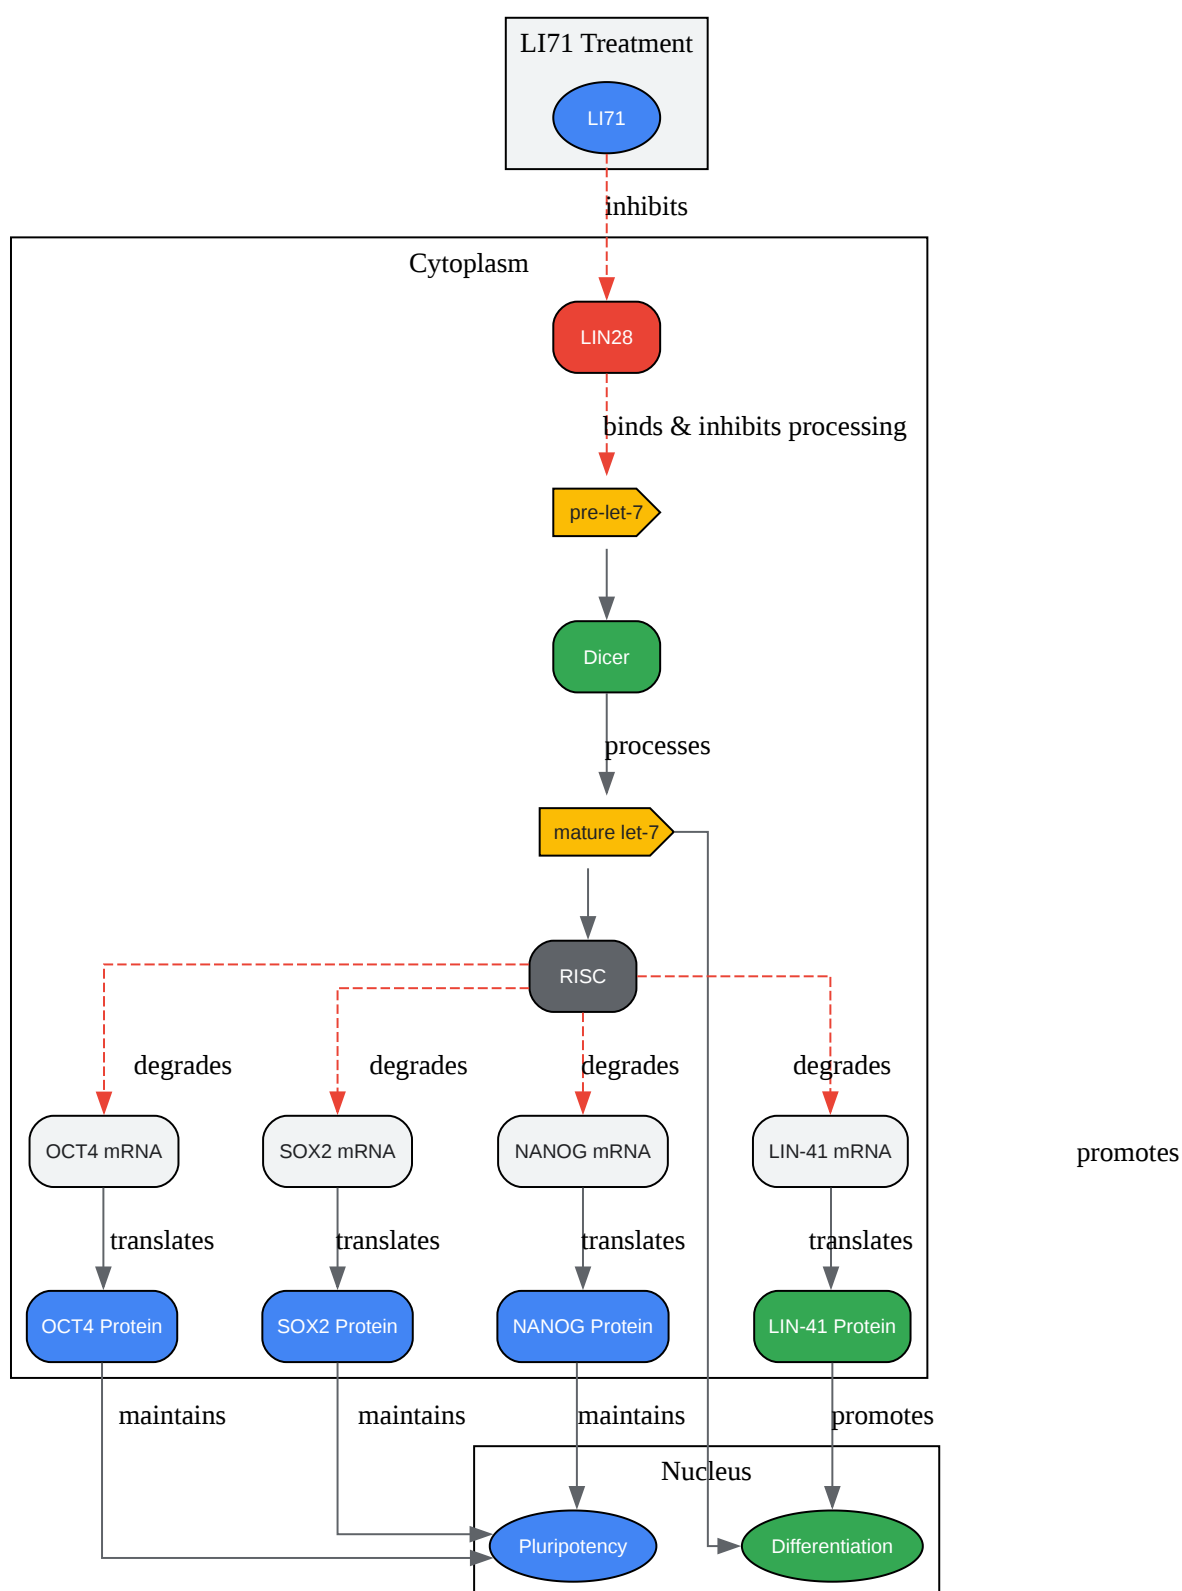 LI71 Treatment
LI71
inhibits
Cytoplasm
LIN28
binds & inhibits processing
pre-let-7
Dicer
processes
mature let-7
RISC
degrades
degrades
degrades
degrades
OCT4 mRNA
SOX2 mRNA
NANOG mRNA
LIN-41 mRNA
promotes
translates
translates
translates
translates
OCT4 Protein
SOX2 Protein
NANOG Protein
LIN-41 Protein
maintains
maintains
maintains
promotes
Nucleus
Pluripotency
Differentiation